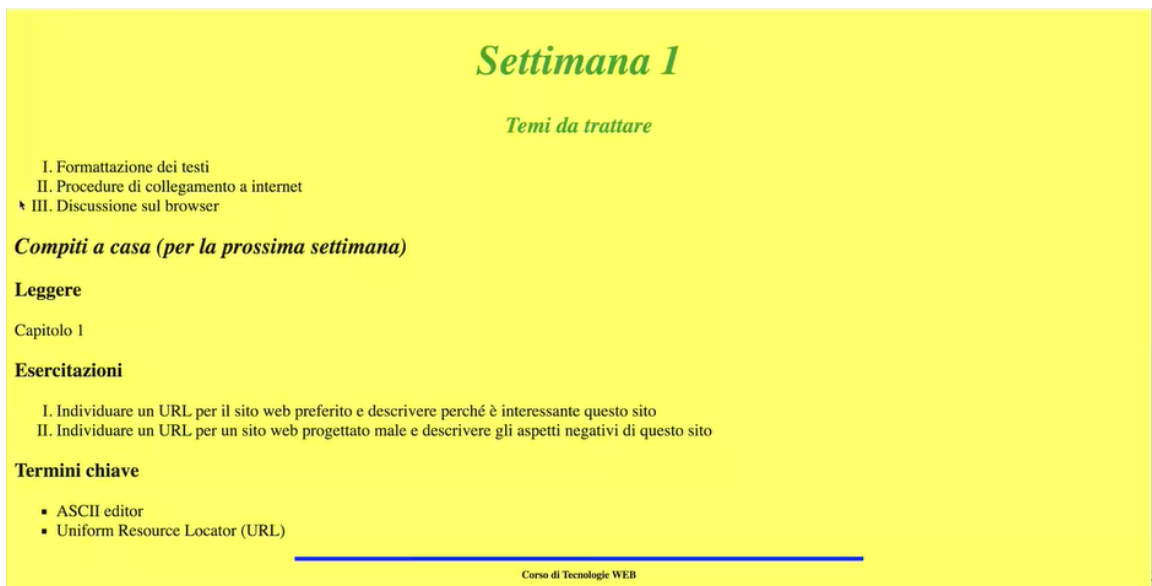 Settimana 1
Temi da trattare
I. Formattazione dei testi
II. Procedure di collegamento a internet
III. Discussione sul browser
Compiti a casa (per la prossima settimana)
Leggere
Capitolo 1
Esercitazioni
I. Individuare un URL per il sito web preferito e descrivere perché è interessante questo sito
II. Individuare un URL per un sito web progettato male e descrivere gli aspetti negativi di questo sito
Termini chiave
▪ ASCII editor
▪ Uniform Resource Locator (URL)
Corso di Tecnologie WEB